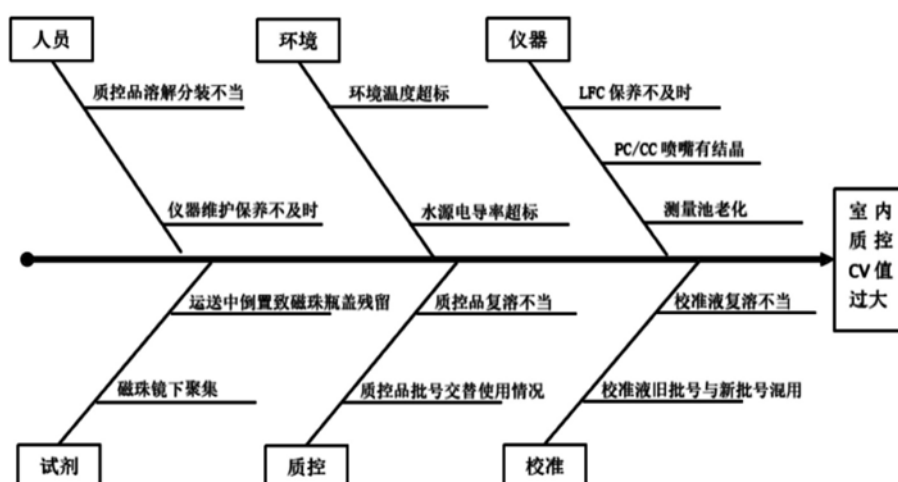 人员
环境
仪器
质控品溶解分装不当
环境温度超标
LFC 保养不及时
PC/CC 喷嘴有结晶
仪器维护保养不及时
水源电导率超标
测量池老化
室内
质控
CV 值
过大
运送中倒置致磁珠瓶盖残留
质控品复溶不当
校准液复溶不当
磁珠镜下聚集
质控品批号交替使用情况
校准液旧批号与新批号混用
试剂
质控
校准